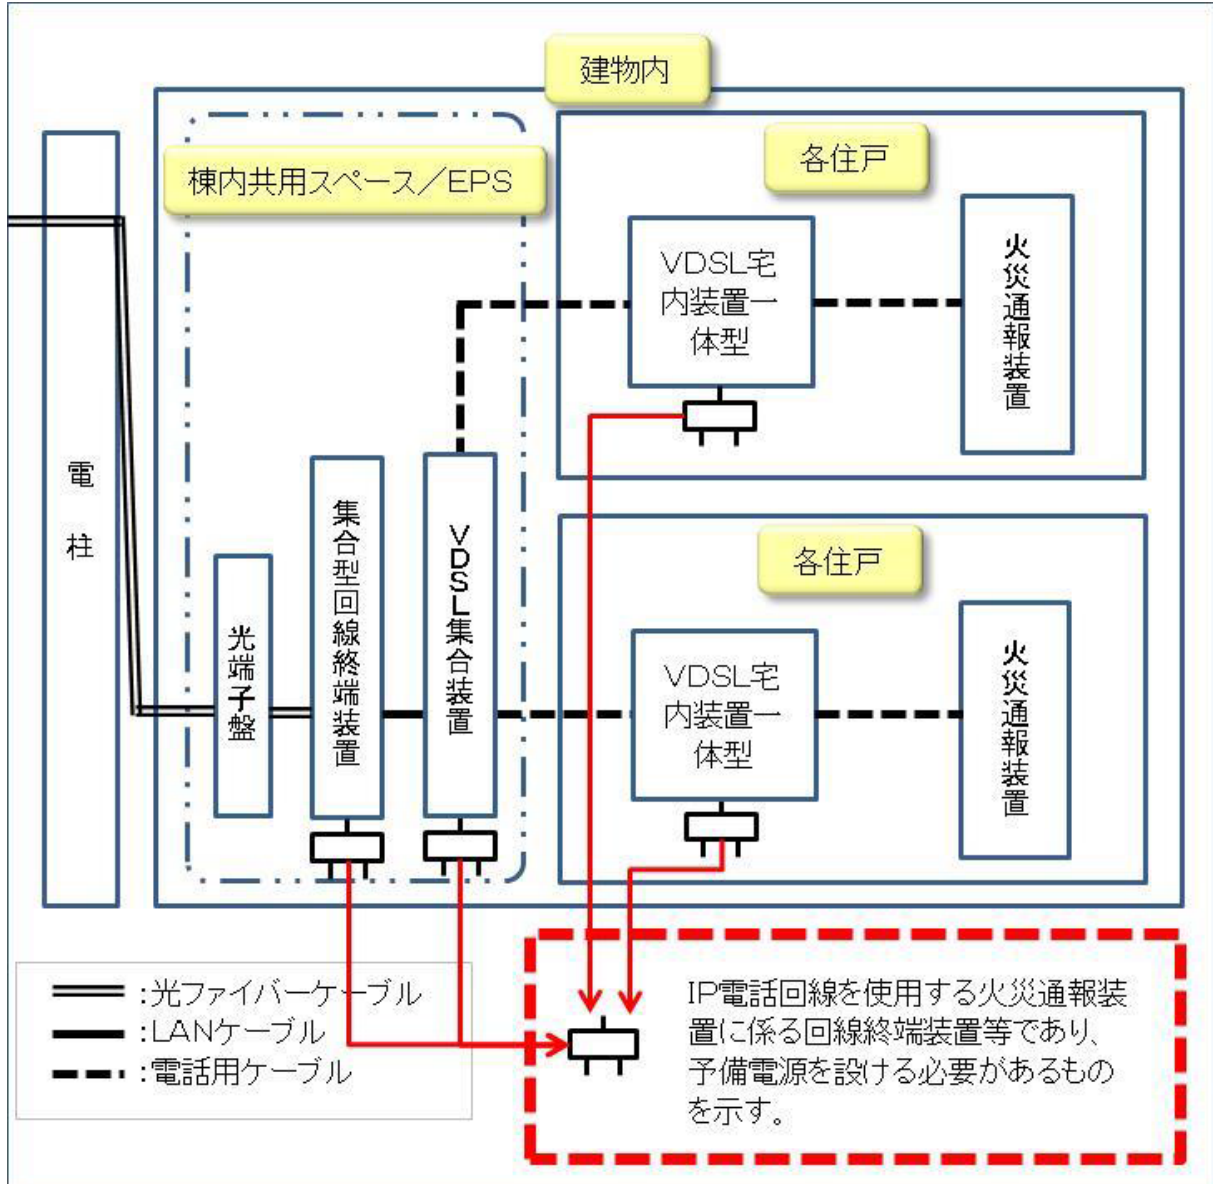 建物内
棟内共用スペース／EPS
各住戸
VDSL宅
内装置一
体型
火災通報装置
電柱
集合型回線終端装置
VDSL集合装置
光端子盤
各住戸
VDSL宅
内装置一
体型
火災通報装置
:光ファイバーケーブル
:LANケーブル
:電話用ケーブル
IP電話回線を使用する火災通報装
置に係る回線終端装置等であり、
予備電源を設ける必要があるもの
を示す。